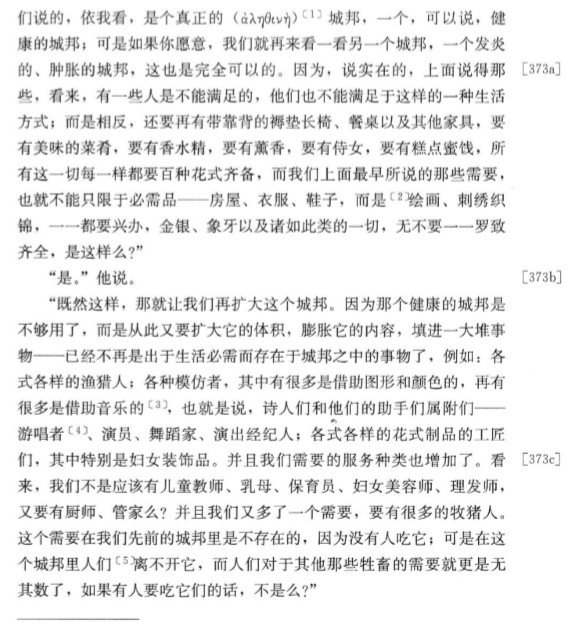 们说的，依我看，是个真正的（ἀληθινὴ）〔1〕城邦，一个，可以说，健
康的城邦；可是如果你愿意，我们就再来看一看另一个城邦，一个发炎
的、肿胀的城邦，这也是完全可以的。因为，说实在的，上面说得那 [373a]
些，看来，有一些人是不能满足的，他们也不能满足于这样的一种生活
方式；而是相反，还要再有带靠背的褥垫长椅、餐桌以及其他家具，要
有美味的菜肴，要有香水精，要有薰香，要有侍女，要有糕点蜜饯，所
有这一切每一样都要百种花式齐备，而我们上面最早所说的那些需要，
也就不能只限于必需品——房屋、衣服、鞋子，而是〔2〕绘画、刺绣织
锦，一一都要兴办，金银、象牙以及诸如此类的一切，无不要一一罗致
齐全，是这样么？”
“是。”他说。 [373b]
“既然这样，那就让我们再扩大这个城邦。因为那个健康的城邦是
不够用了，而是从此又要扩大它的体积，膨胀它的内容，填进一大堆事
物——已经不再是出于生活必需而存在于城邦之中的事物了，例如：各
式各样的渔猎人；各种模仿者，其中有很多是借助图形和颜色的，再有
很多是借助音乐的〔3〕，也就是说，诗人们和他们的助手们属附们——
游唱者〔4〕、演员、舞蹈家、演出经纪人；各式各样的花式制品的工匠
们，其中特别是妇女装饰品。并且我们需要的服务种类也增加了。看 [373c]
来，我们不是应该有儿童教师、乳母、保育员、妇女美容师、理发师，
又要有厨师、管家么？并且我们又多了一个需要，要有很多的牧猪人。
这个需要在我们先前的城邦里是不存在的，因为没有人吃它；可是在这
个城邦里人们〔5〕离不开它，而人们对于其他那些牲畜的需要就更是无
其数了，如果有人要吃它们的话，不是么？”